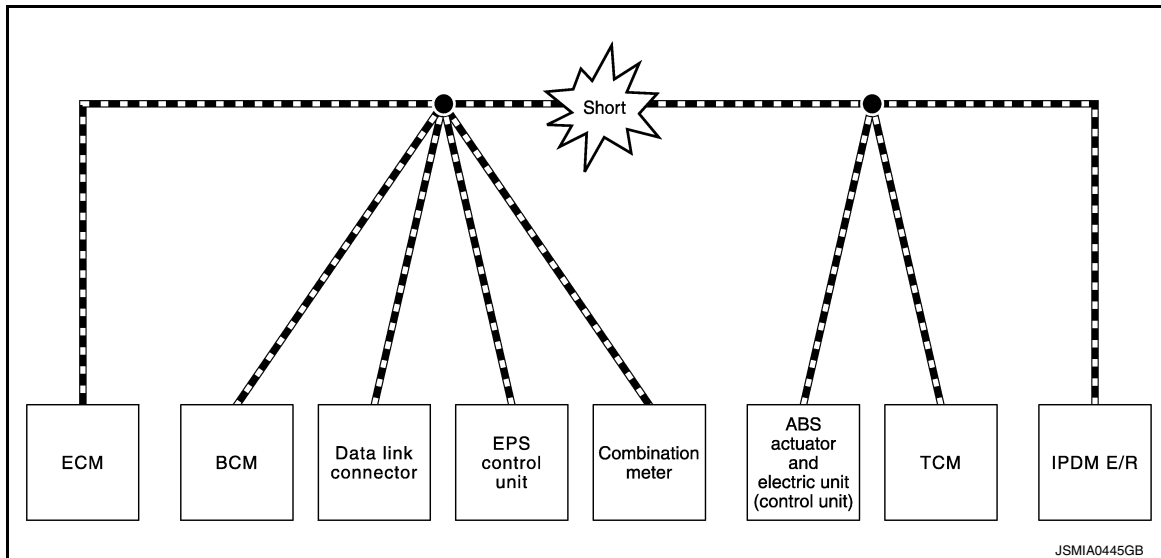 Short
ECM
BCM
Data link
connector
EPS
control
unit
Combination
meter
ABS
actuator
and
electric unit
(control unit)
TCM
IPDM E/R
JSMIA0445GB